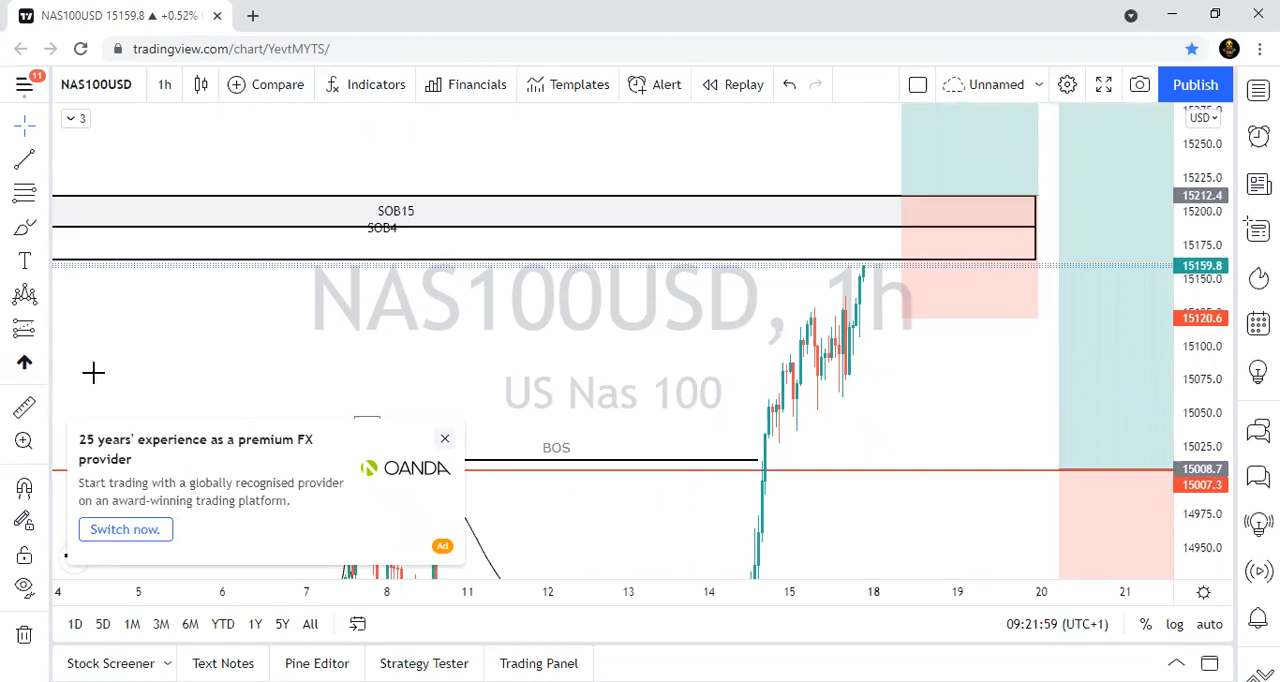 NAS100USD 15159.8 ▲ +0.52%
tradingview.com/chart/YevtMYTS/
11
NAS100USD
1h
Compare
Indicators
Financials
Templates
Alert
Replay
Unnamed
Publish
3
USD
15250.0
15225.0
15212.4
SOB15
15200.0
SOB4
15175.0
15159.8
15150.0
NAS100USD, 1h
15120.6
15100.0
15075.0
US Nas 100
15050.0
15025.0
BOS
15008.7
15007.3
14975.0
14950.0
25 years' experience as a premium FX
provider
OANDA
Start trading with a globally recognised provider
on an award-winning trading platform.
Switch now.
Ad
4 5 6 7 8 11 12 13 14 15 18 19 20 21
1D 5D 1M 3M 6M YTD 1Y 5Y All
09:21:59 (UTC+1)
% log auto
Stock Screener
Text Notes
Pine Editor
Strategy Tester
Trading Panel